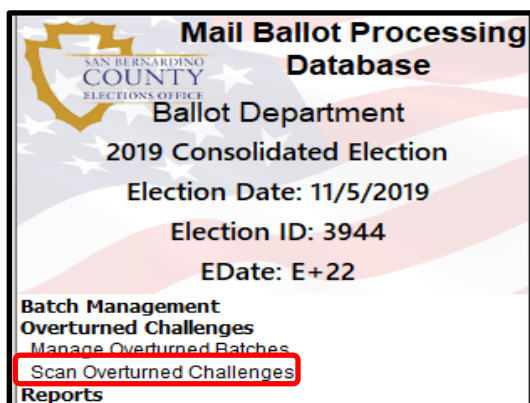 Mail Ballot Processing
Database
SAN BERNARDINO
COUNTY
ELECTIONS OFFICE
Ballot Department
2019 Consolidated Election
Election Date: 11/5/2019
Election ID: 3944
EDate: E+22
Batch Management
Overturned Challenges
Manage Overturned Batches
Scan Overturned Challenges
Reports